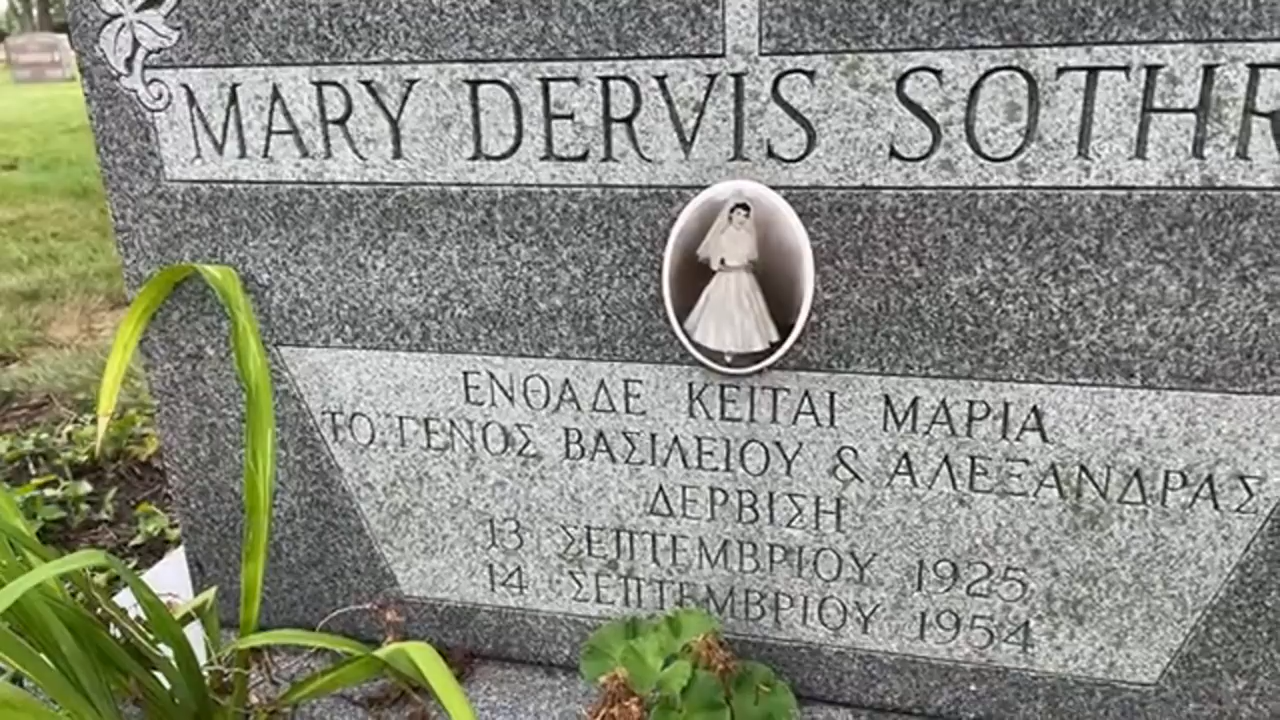 MARY DERVIS SOTHR
ΕΝΘΑΔΕ ΚΕΙΤΑΙ ΜΑΡΙΑ
ΤΟ ΓΕΝΟΣ ΒΑΣΙΛΕΙΟΥ & ΑΛΕΞΑΝΔΡΑΣ
ΔΕΡΒΙΣΗ
13 ΣΕΠΤΕΜΒΡΙΟΥ 1925
14 ΣΕΠΤΕΜΒΡΙΟΥ 1954